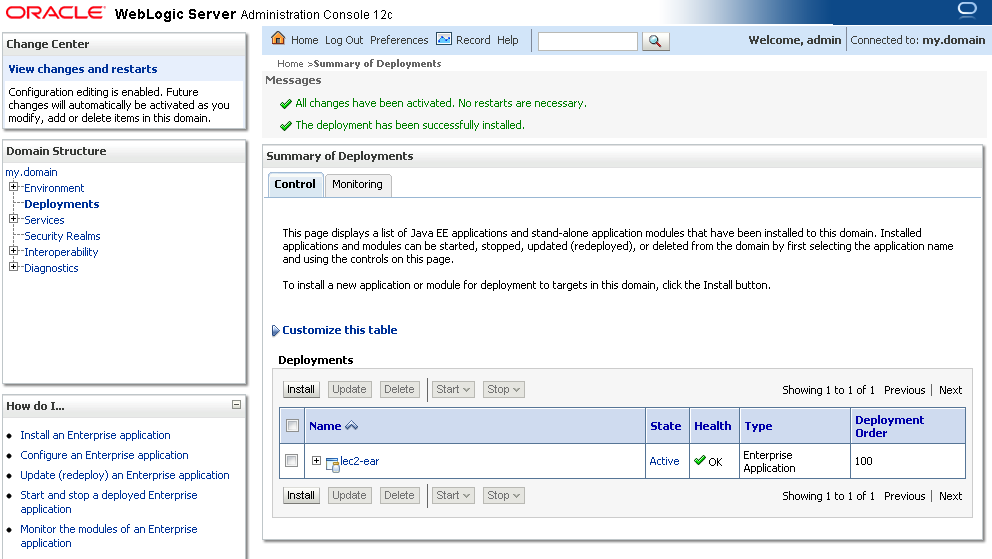 ORACLE WebLogic Server Administration Console 12c
Change Center
View changes and restarts
Configuration editing is enabled. Future
changes will automatically be activated as you
modify, add or delete items in this domain.
Domain Structure
my.domain
Environment
Deployments
Services
Security Realms
Interoperability
Diagnostics
How do I...
Install an Enterprise application
Configure an Enterprise application
Update (redeploy) an Enterprise application
Start and stop a deployed Enterprise
application
Monitor the modules of an Enterprise
application
Home Log Out Preferences Record Help
Welcome, admin Connected to: my.domain
Home >Summary of Deployments
Messages
All changes have been activated. No restarts are necessary.
The deployment has been successfully installed.
Summary of Deployments
Control Monitoring
This page displays a list of Java EE applications and stand-alone application modules that have been installed to this domain. Installed
applications and modules can be started, stopped, updated (redeployed), or deleted from the domain by first selecting the application name
and using the controls on this page.
To install a new application or module for deployment to targets in this domain, click the Install button.
Customize this table
Deployments
Install Update Delete Start Stop Showing 1 to 1 of 1 Previous | Next
Name State Health Type Deployment
Order
lec2-ear Active OK Enterprise
Application 100
Install Update Delete Start Stop Showing 1 to 1 of 1 Previous | Next